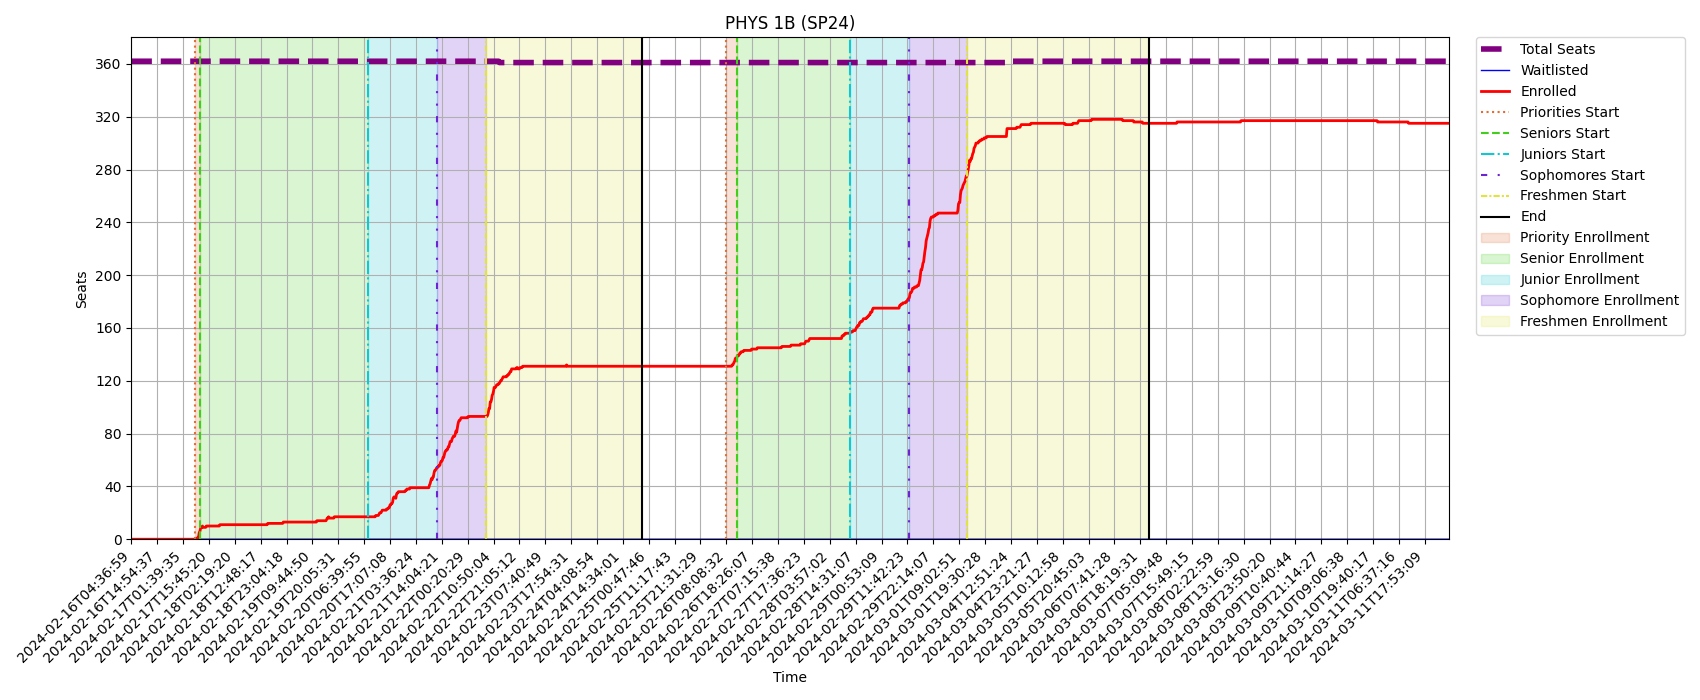 PHYS 1B (SP24)
Total Seats
Waitlisted
Enrolled
Priorities Start
Seniors Start
Juniors Start
Sophomores Start
Freshmen Start
End
Priority Enrollment
Senior Enrollment
Junior Enrollment
Sophomore Enrollment
Freshmen Enrollment
Seats
360
320
280
240
200
160
120
80
40
0
2024-02-16T04:36:59
2024-02-16T14:54:37
2024-02-17T01:39:35
2024-02-17T15:45:20
2024-02-18T02:19:20
2024-02-18T12:48:17
2024-02-18T23:04:18
2024-02-19T09:44:50
2024-02-19T20:05:31
2024-02-20T06:39:55
2024-02-20T17:07:08
2024-02-21T03:36:24
2024-02-21T14:04:21
2024-02-22T00:20:29
2024-02-22T10:50:04
2024-02-22T21:05:12
2024-02-23T07:40:49
2024-02-23T17:54:31
2024-02-24T04:08:54
2024-02-24T14:34:01
2024-02-25T00:47:46
2024-02-25T11:17:43
2024-02-25T21:31:29
2024-02-26T08:08:32
2024-02-26T18:26:07
2024-02-27T07:15:38
2024-02-27T17:36:23
2024-02-28T03:57:02
2024-02-28T14:31:07
2024-02-29T00:53:09
2024-02-29T11:42:23
2024-02-29T22:14:07
2024-03-01T09:02:51
2024-03-01T19:30:28
2024-03-04T12:51:24
2024-03-04T23:21:27
2024-03-05T10:12:58
2024-03-05T20:45:03
2024-03-06T07:41:28
2024-03-06T18:19:31
2024-03-07T05:09:48
2024-03-07T15:49:15
2024-03-08T02:22:59
2024-03-08T13:16:30
2024-03-08T23:50:20
2024-03-09T10:40:44
2024-03-09T21:14:27
2024-03-10T09:06:38
2024-03-10T19:40:17
2024-03-11T06:37:16
2024-03-11T17:53:09
Time